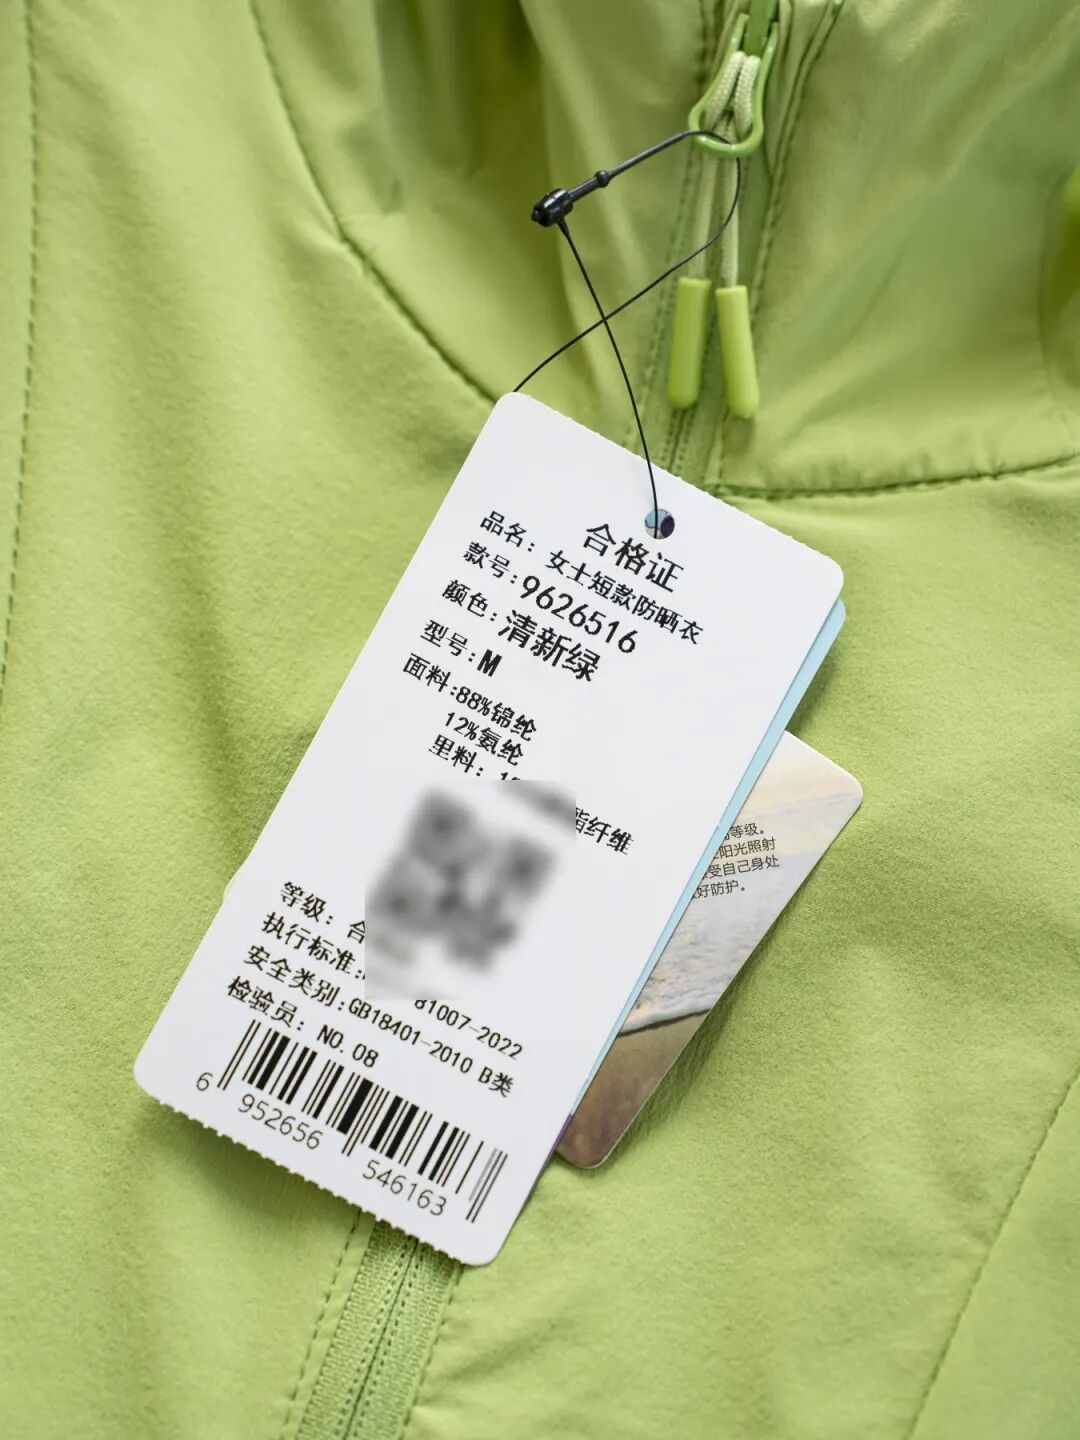 合格证
品名: 女士短款防晒衣
款号:9626516
颜色:清新绿
型号:M
面料:88%锦纶
12%氨纶
里料:
纤维
等级: 合
执行标准: 81007-2022
安全类别:GB18401-2010 B类
检验员: NO.08
6 952656 546163
等级。
阳光照射
受自己身处
好防护。